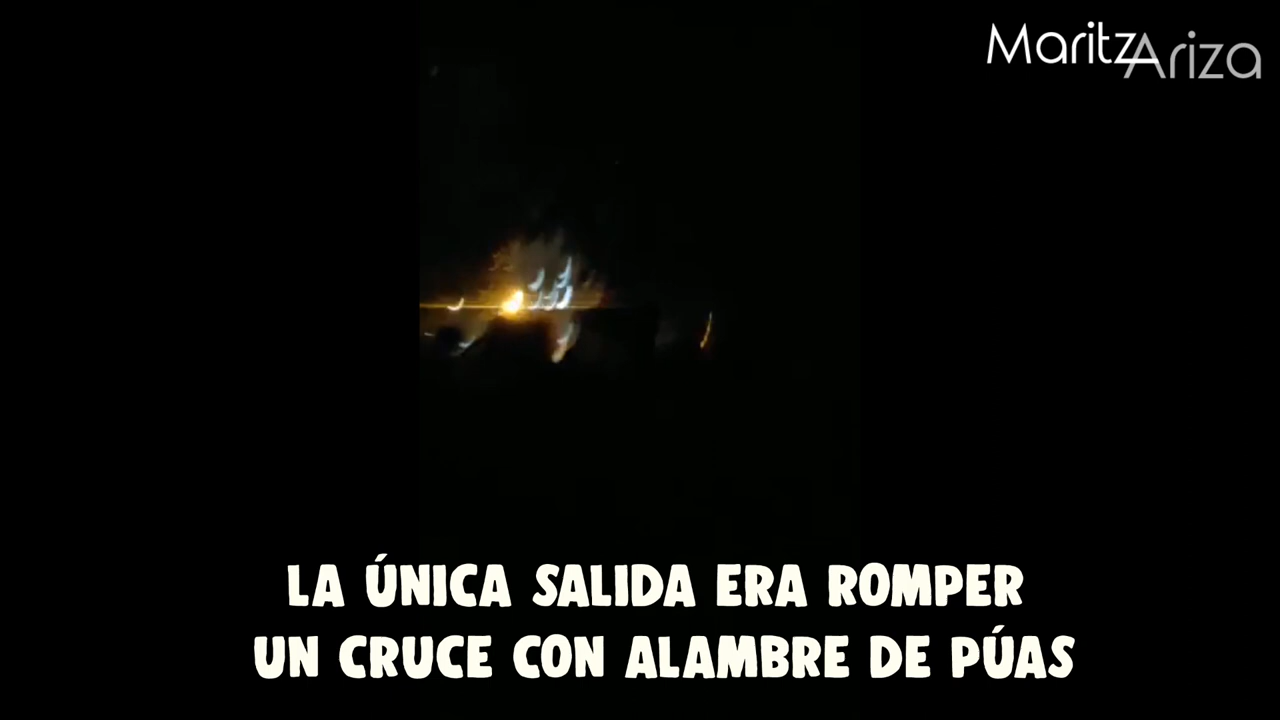 MaritzAriza
LA ÚNICA SALIDA ERA ROMPER
UN CRUCE CON ALAMBRE DE PÚAS